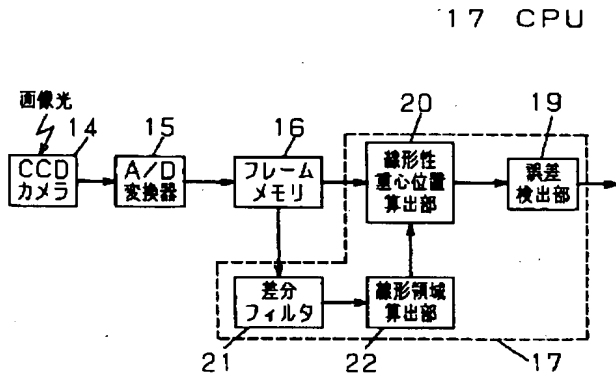 17 CPU
画像光
14
15
16
20
19
CCD
カメラ
A/D
変換器
フレーム
メモリ
線形性
重心位置
算出部
誤差
検出部
差分
フィルタ
線形領域
算出部
21
22
17